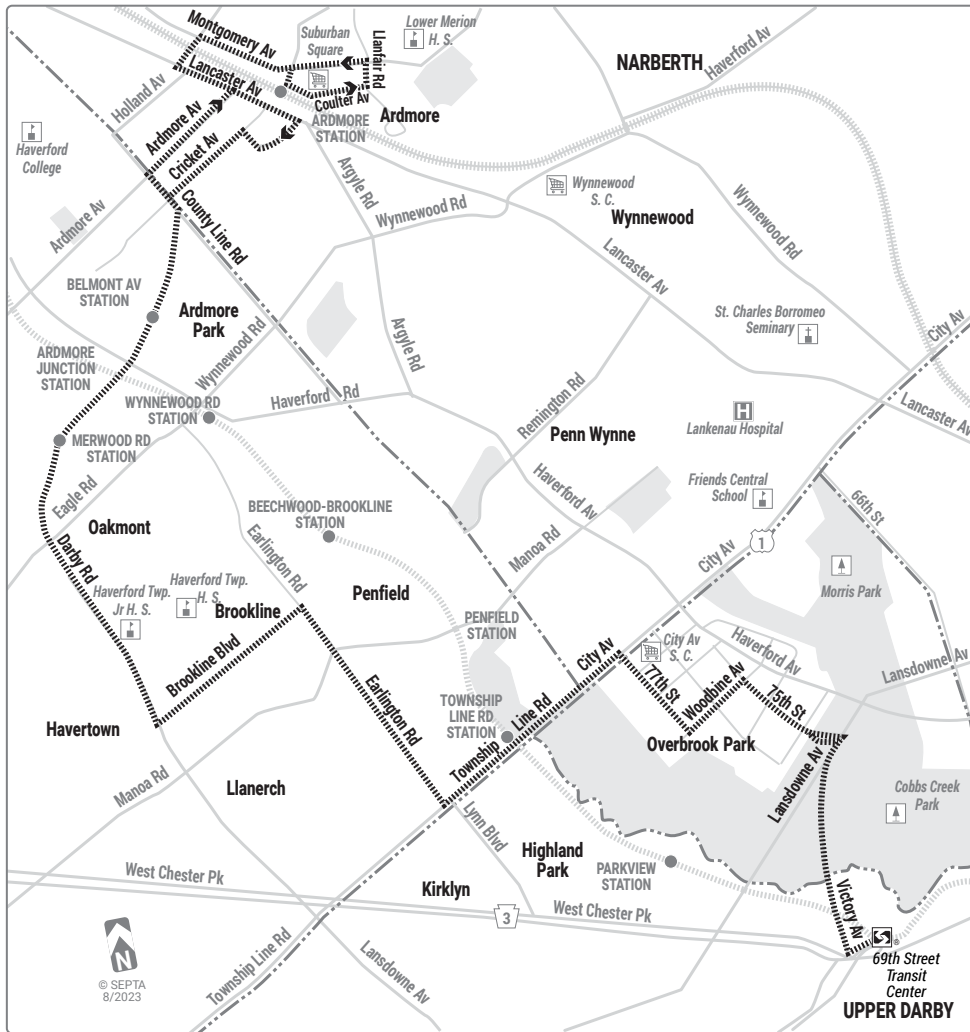 Montgomery Av
Suburban
Square
Llanfair Rd
Lower Merion
H. S.
NARBERTH
Haverford Av
Holland Av
Lancaster Av
Coulter Av
Ardmore
ARDMORE
STATION
Ardmore Av
Cricket Av
Haverford
College
Argyle Rd
Wynnewood
S. C.
Wynnewood
Wynnewood Rd
Wynnewood Rd
Ardmore Av
County Line Rd
Lancaster Av
BELMONT AV
STATION
Ardmore
Park
St. Charles Borromeo
Seminary
City Av
ARDMORE
JUNCTION
STATION
Wynnewood Rd
Argyle Rd
WYNNEWOOD RD
STATION
Haverford Rd
Remington Rd
Lankenau Hospital
Lancaster Av
MERWOOD RD
STATION
Penn Wynne
Friends Central
School
Eagle Rd
Haverford Av
BEECHWOOD-BROOKLINE
STATION
66th St
Oakmont
Manoa Rd
City Av
1
Darby Rd
Earlington Rd
Haverford Twp.
Jr H. S.
Haverford Twp.
H. S.
Brookline
Penfield
Morris Park
PENFIELD
STATION
City Av
City Av
S. C.
Haverford Av
Lansdowne Av
Brookline Blvd
77th St
Woodbine Av
75th St
Havertown
Earlington Rd
TOWNSHIP
LINE RD
STATION
Township Line Rd
Overbrook Park
Lansdowne Av
Manoa Rd
Llanerch
Cobbs Creek
Park
Lynn Blvd
Highland
Park
PARKVIEW
STATION
West Chester Pk
Kirklyn
3
West Chester Pk
Victory Av
N
© SEPTA
8/2023
Township Line Rd
Lansdowne Av
®
69th Street
Transit
Center
UPPER DARBY